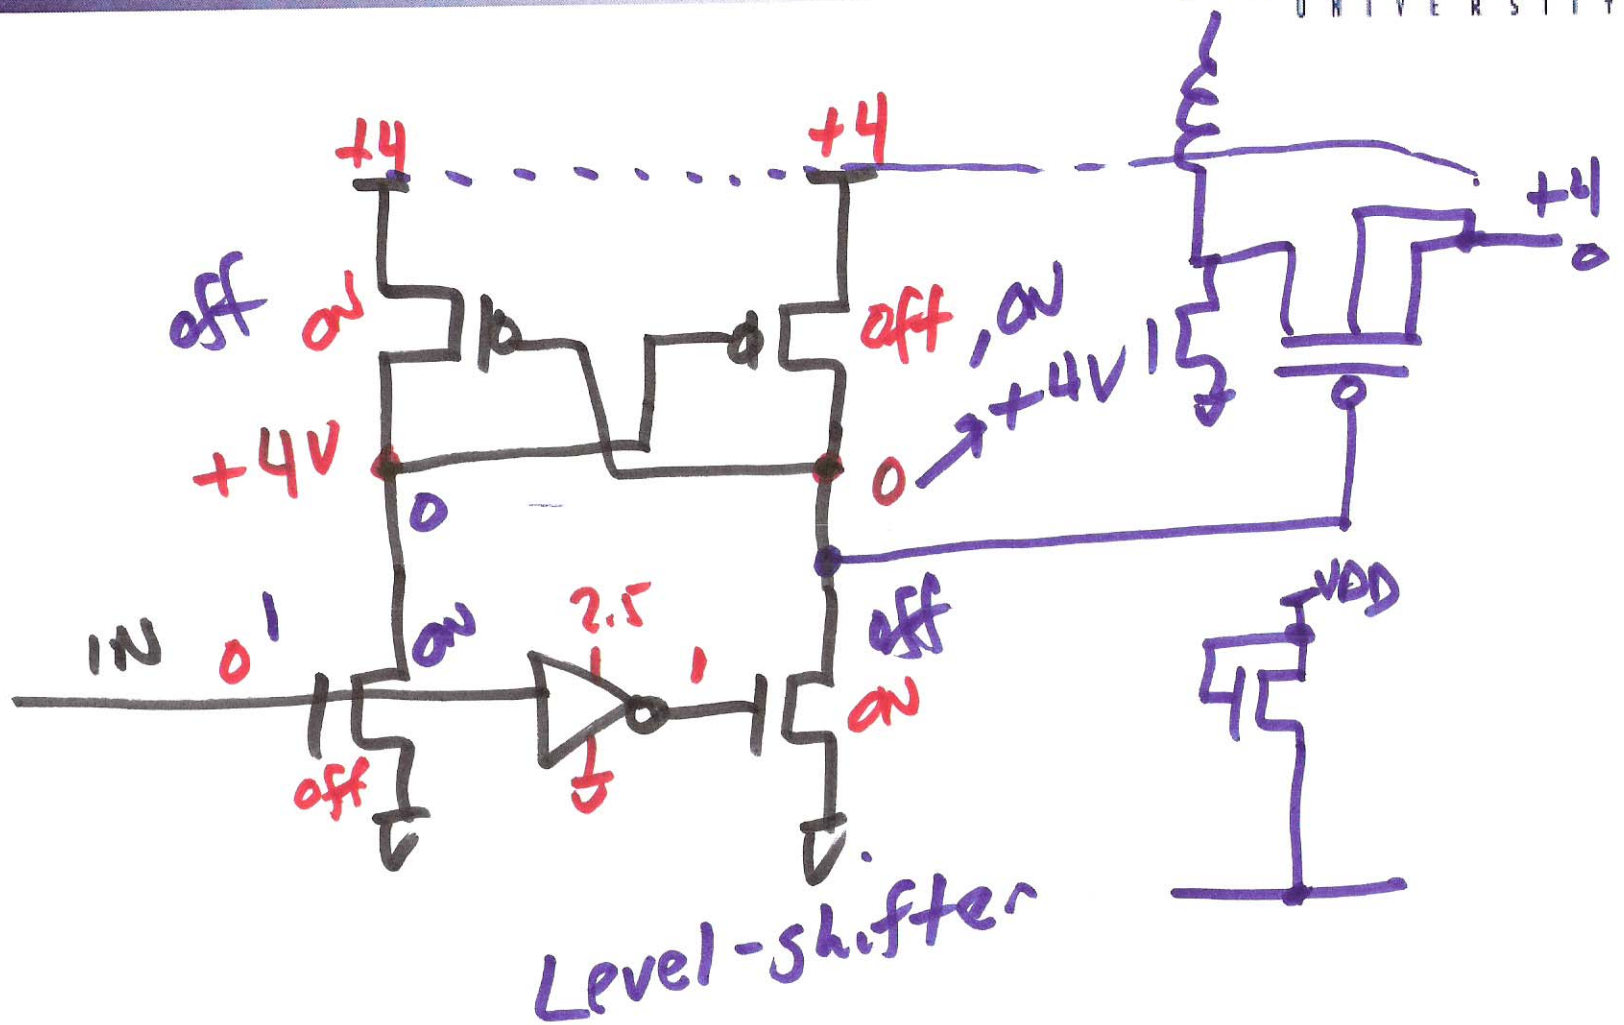 UNIVERSITY
+4 +4
+4
0
off ON off , ON
+4V 0 +4V
0
2.5
IN 0 1 ON 1 off
ON
off
VDD
Level-shifter